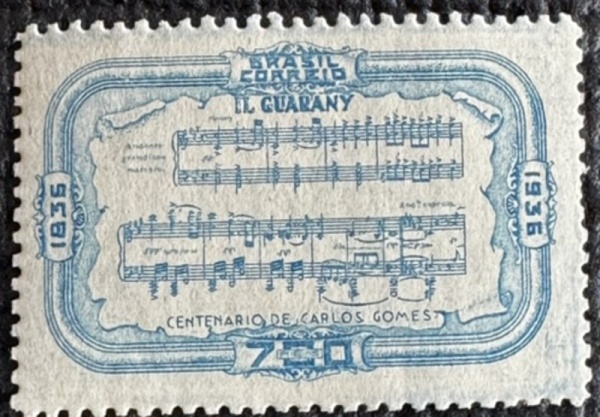 BRASIL
CORREIO
IL GUARANY
1836
1936
CENTENARIO DE CARLOS GOMES
700